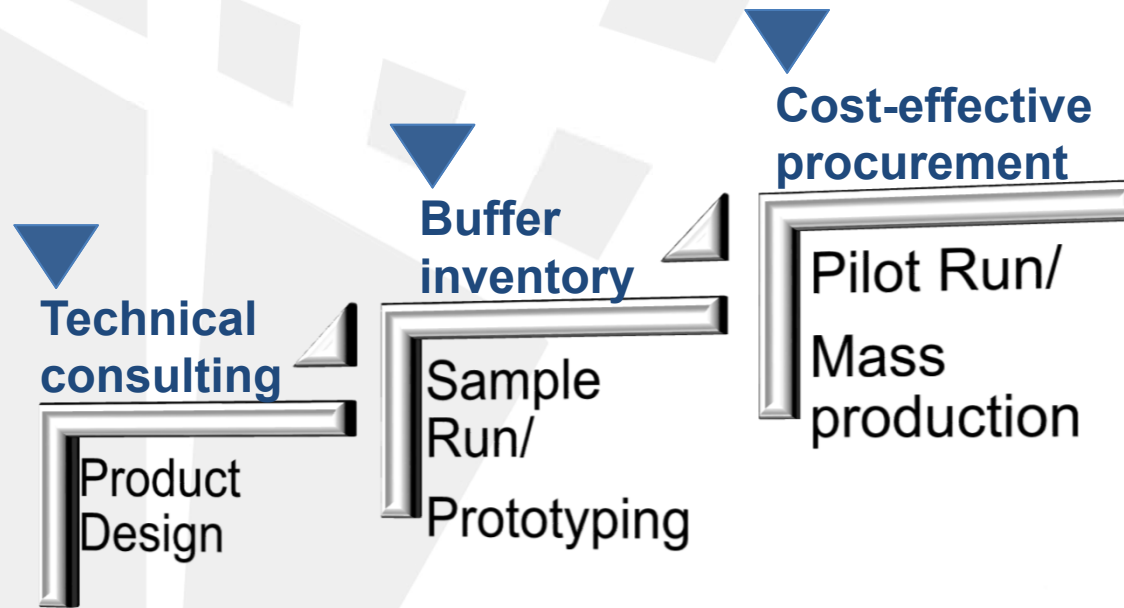 Technical
consulting
Product
Design
Buffer
inventory
Sample
Run/
Prototyping
Cost-effective
procurement
Pilot Run/
Mass
production